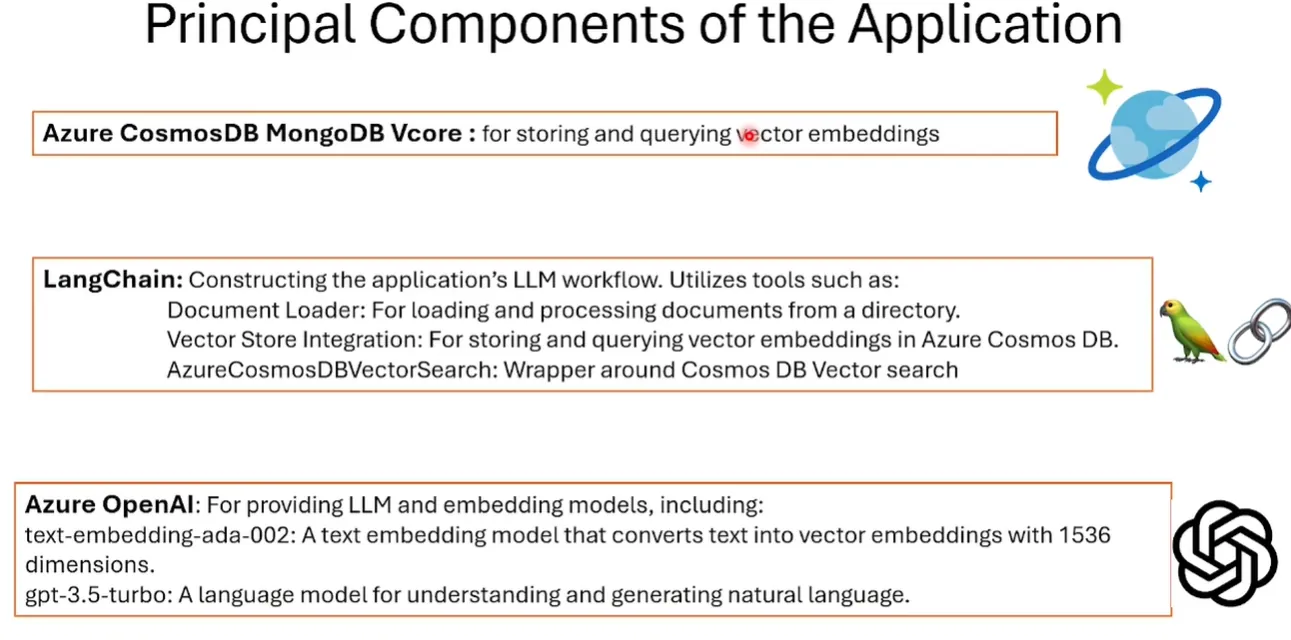 Principal Components of the Application
Azure CosmosDB MongoDB Vcore : for storing and querying vector embeddings
LangChain: Constructing the application’s LLM workflow. Utilizes tools such as:
Document Loader: For loading and processing documents from a directory.
Vector Store Integration: For storing and querying vector embeddings in Azure Cosmos DB.
AzureCosmosDBVectorSearch: Wrapper around Cosmos DB Vector search
Azure OpenAI: For providing LLM and embedding models, including:
text-embedding-ada-002: A text embedding model that converts text into vector embeddings with 1536
dimensions.
gpt-3.5-turbo: A language model for understanding and generating natural language.